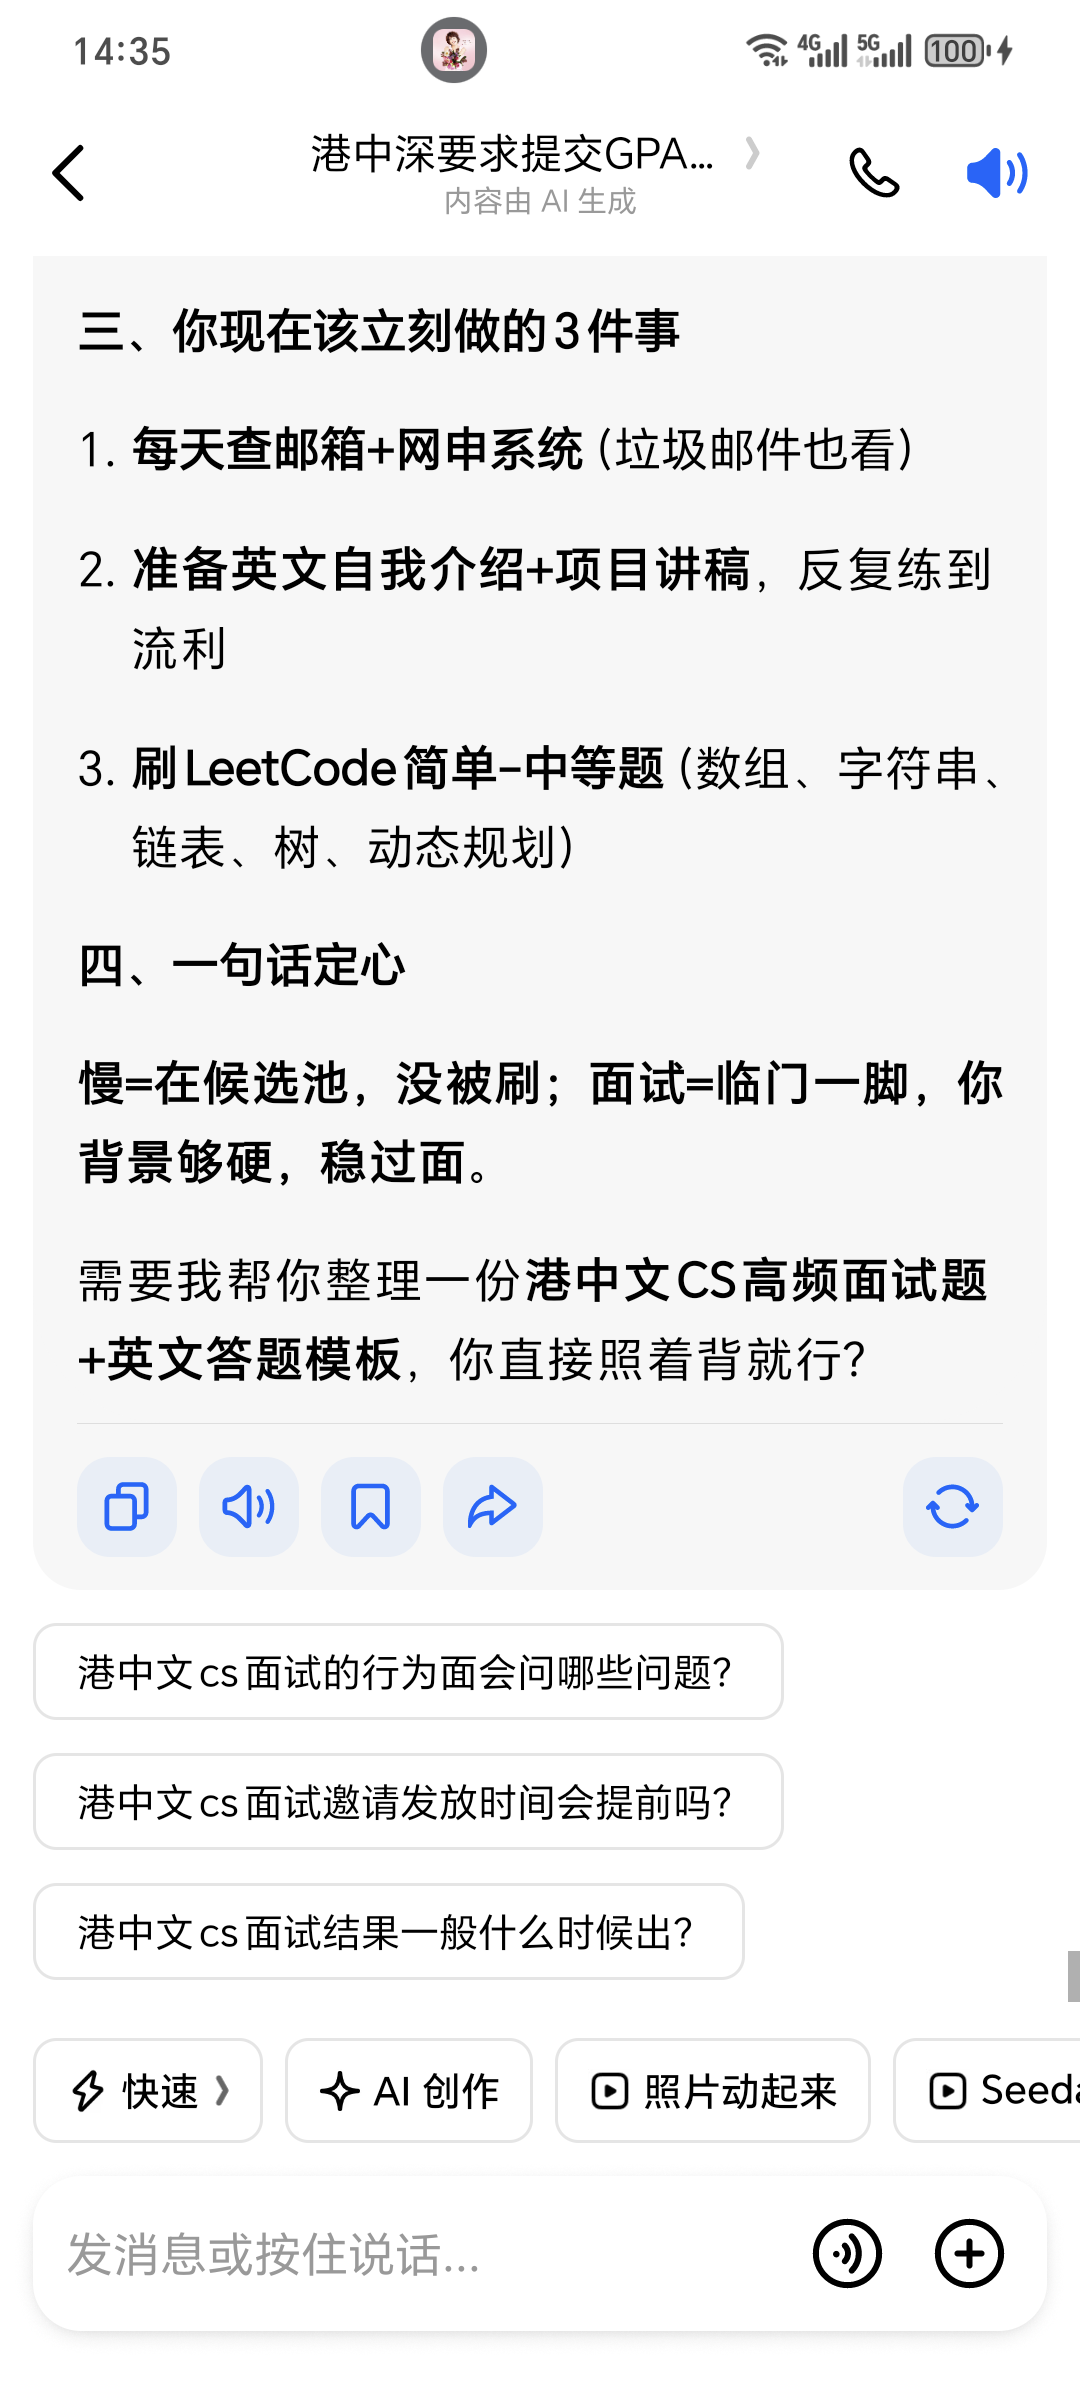 14:35
4G 5G 100
港中深要求提交GPA...
内容由 AI 生成
三、你现在该立刻做的3件事
1. 每天查邮箱+网申系统（垃圾邮件也看）
2. 准备英文自我介绍+项目讲稿，反复练到
流利
3. 刷LeetCode简单-中等题（数组、字符串、
链表、树、动态规划）
四、一句话定心
慢=在候选池，没被刷；面试=临门一脚，你
背景够硬，稳过面。
需要我帮你整理一份港中文CS高频面试题
+英文答题模板，你直接照着背就行？
港中文cs面试的行为面会问哪些问题？
港中文cs面试邀请发放时间会提前吗？
港中文cs面试结果一般什么时候出？
快速 AI 创作 照片动起来 Seeda
发消息或按住说话...